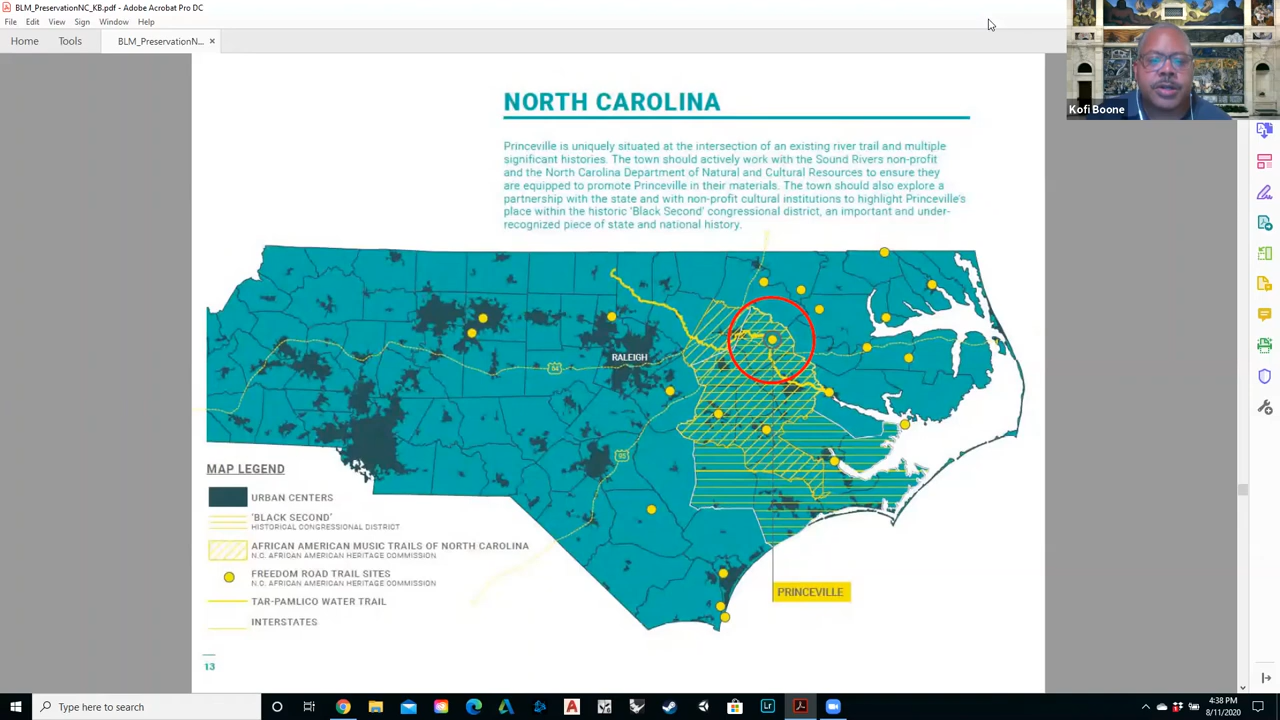 BLM_PreservationNC_KB.pdf - Adobe Acrobat Pro DC
File Edit View Sign Window Help
Home Tools BLM_PreservationN... ×
Kofi Boone
NORTH CAROLINA
Princeville is uniquely situated at the intersection of an existing river trail and multiple
significant histories. The town should actively work with the Sound Rivers non-profit
and the North Carolina Department of Natural and Cultural Resources to ensure they
are equipped to promote Princeville in their materials. The town should also explore a
partnership with the state and with non-profit cultural institutions to highlight Princeville's
place within the historic 'Black Second' congressional district, an important and under-
recognized piece of state and national history.
RALEIGH
95
MAP LEGEND
URBAN CENTERS
'BLACK SECOND'
HISTORICAL CONGRESSIONAL DISTRICT
AFRICAN AMERICAN MUSIC TRAILS OF NORTH CAROLINA
N.C. AFRICAN AMERICAN HERITAGE COMMISSION
FREEDOM ROAD TRAIL SITES
N.C. AFRICAN AMERICAN HERITAGE COMMISSION
TAR-PAMLICO WATER TRAIL
INTERSTATES
PRINCEVILLE
13
Type here to search
4:38 PM
8/11/2020